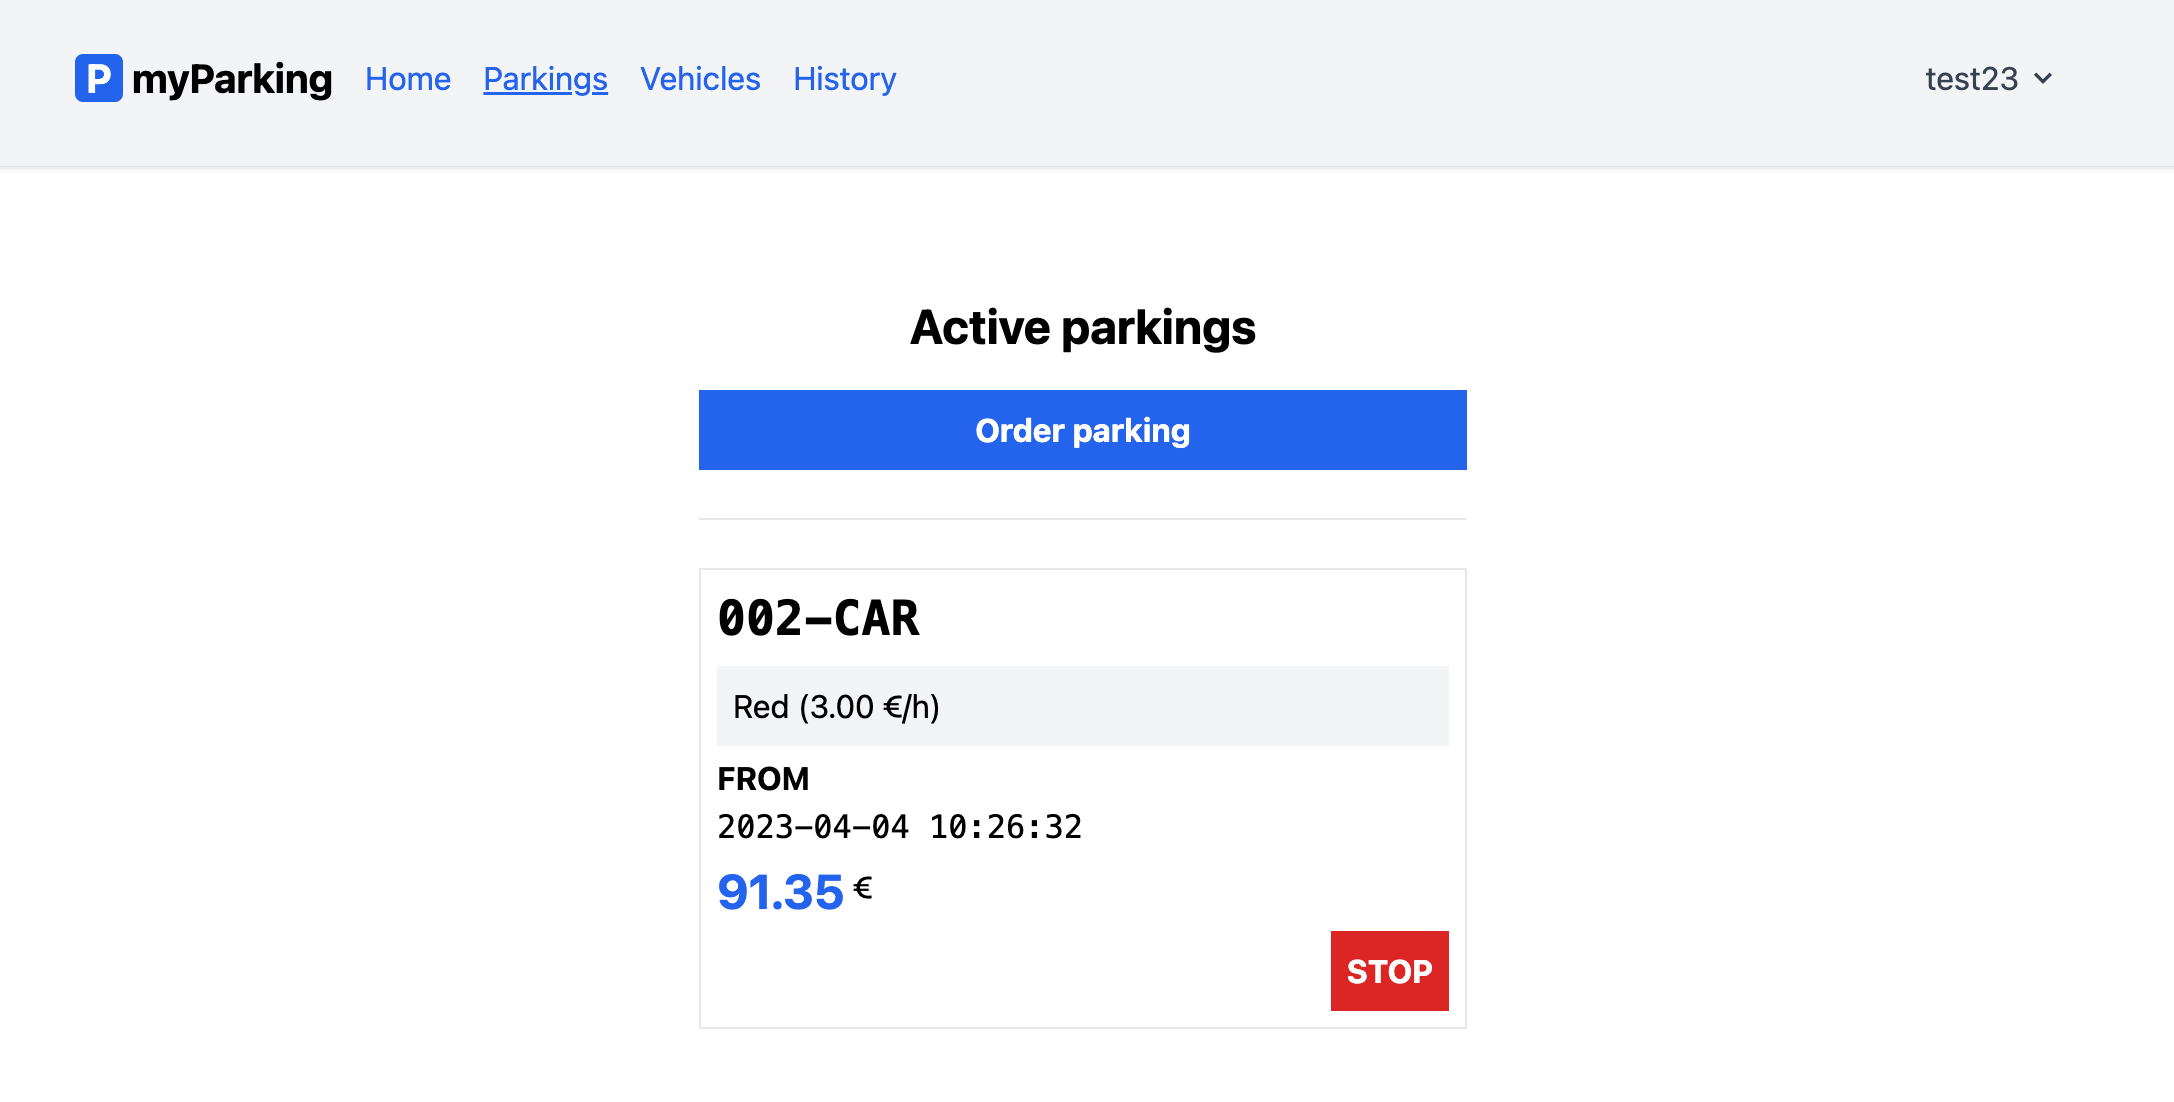 P myParking Home Parkings Vehicles History test23
Active parkings
Order parking
002-CAR
Red (3.00 €/h)
FROM
2023-04-04 10:26:32
91.35 €
STOP